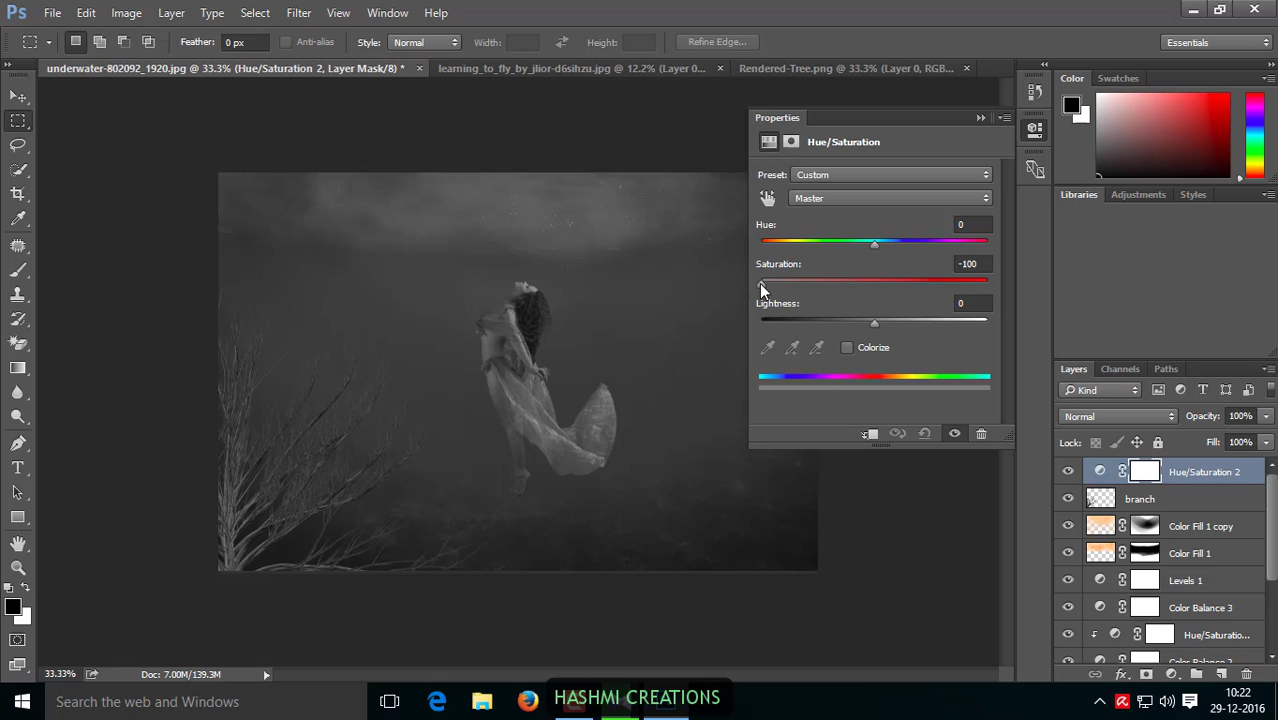 Ps File Edit Image Layer Type Select Filter View Window Help
Feather: 0 px Anti-alias Style: Normal Width: Height: Refine Edge... Essentials
underwater-802092_1920.jpg @ 33.3% (Hue/Saturation 2, Layer Mask/8) * × learning_to_fly_by_jlior-d6sihzu.jpg @ 12.2% (Layer 0... × Rendered-Tree.png @ 33.3% (Layer 0, RGB... ×
Color Swatches
Properties
Hue/Saturation
Preset: Custom
Master
Hue: 0
Saturation: -100
Lightness: 0
Colorize
Libraries Adjustments Styles
Layers Channels Paths
Kind
Normal Opacity: 100%
Lock: Fill: 100%
Hue/Saturation 2
branch
Color Fill 1 copy
Color Fill 1
Levels 1
Color Balance 3
Hue/Saturatio...
Color Balance 2
33.33% Doc: 7.00M/139.3M
Search the web and Windows
HASHMI CREATIONS
10:22
29-12-2016